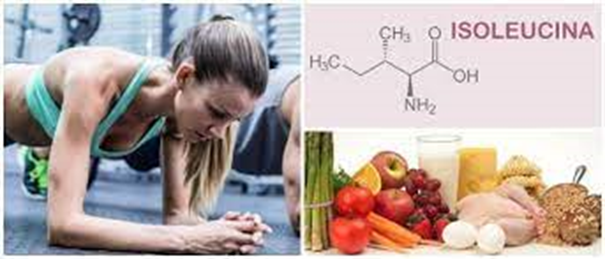 ISOLEUCINA
CH₃
O
H₃C
OH
NH₂